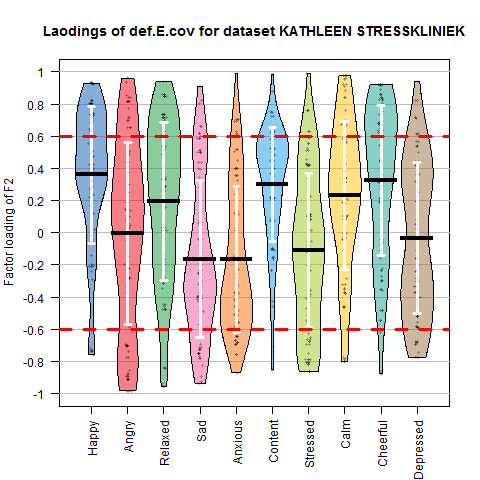 Laodings of def.E.cov for dataset KATHLEEN STRESSKLINIEK
Factor loading of F2
1
0.8
0.6
0.4
0.2
0
-0.2
-0.4
-0.6
-0.8
-1
Happy
Angry
Relaxed
Sad
Anxious
Content
Stressed
Calm
Cheerful
Depressed